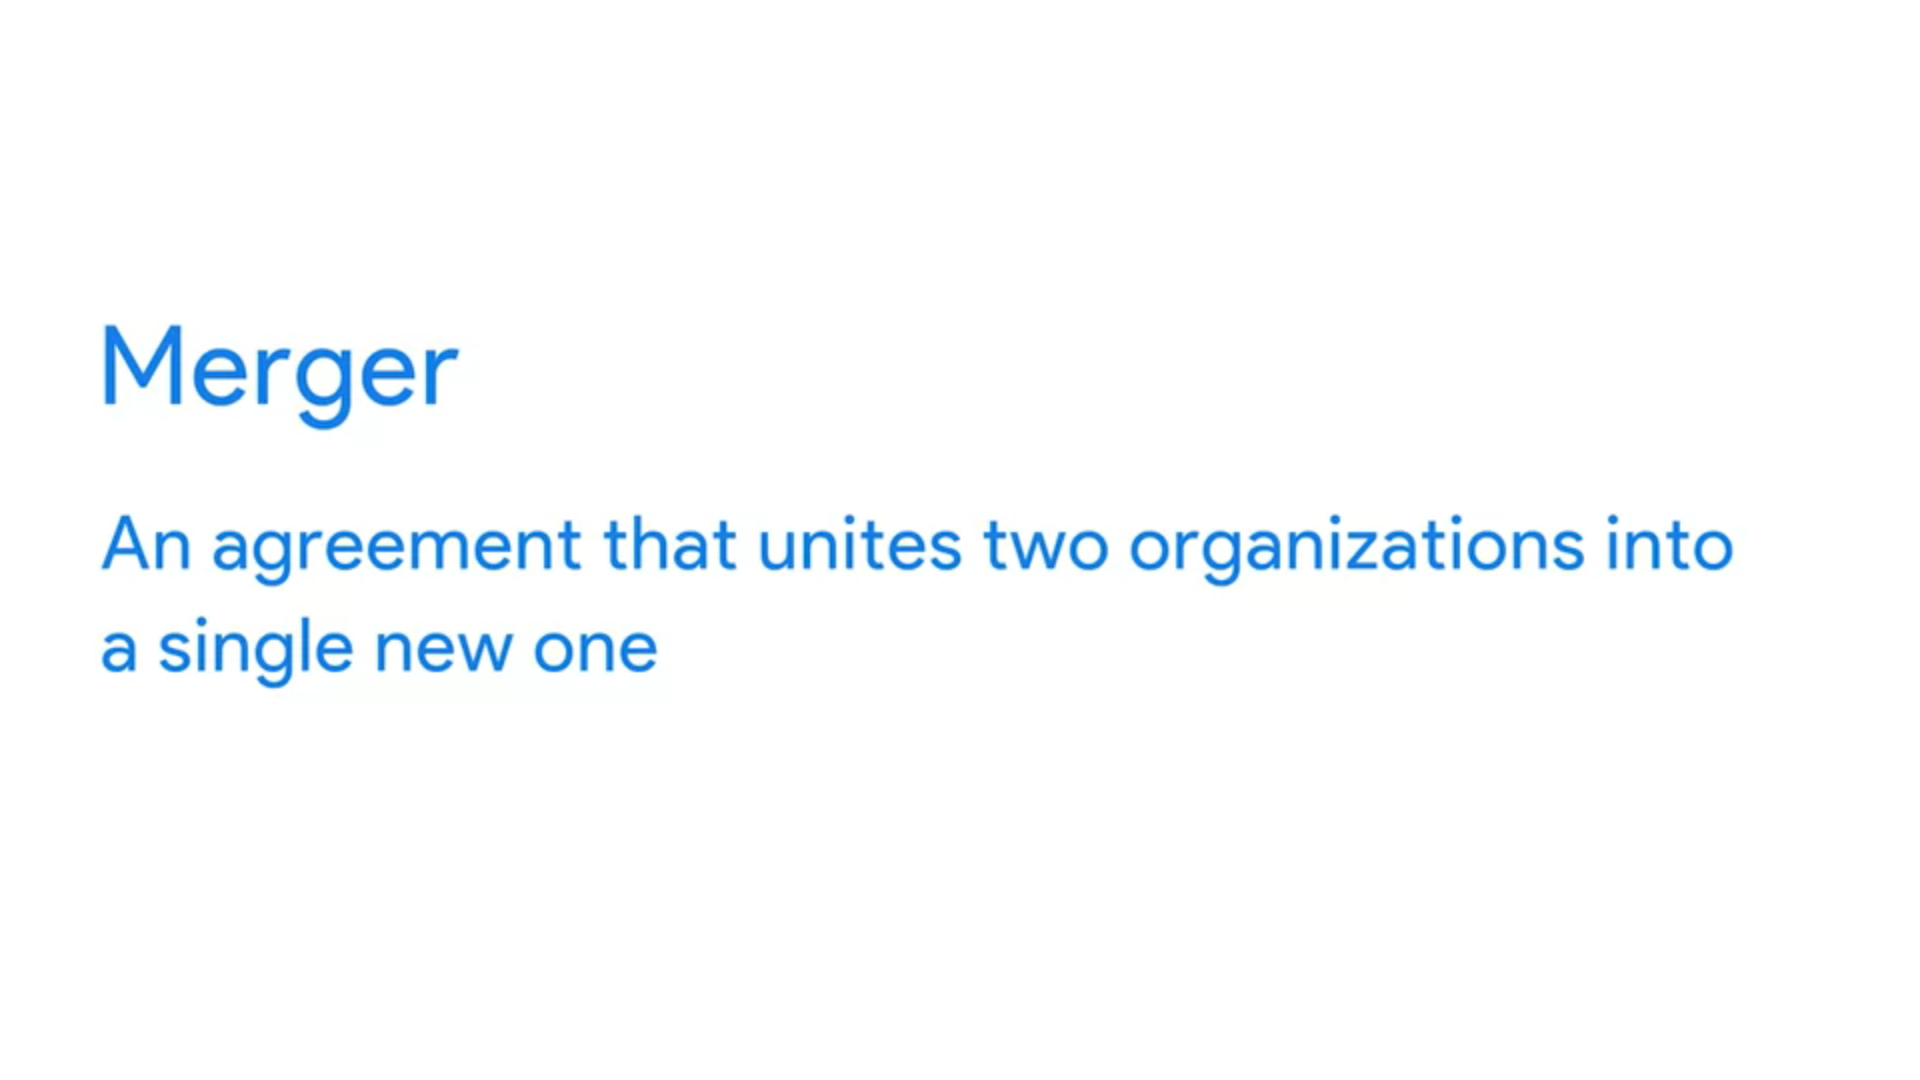 Merger
An agreement that unites two organizations into
a single new one